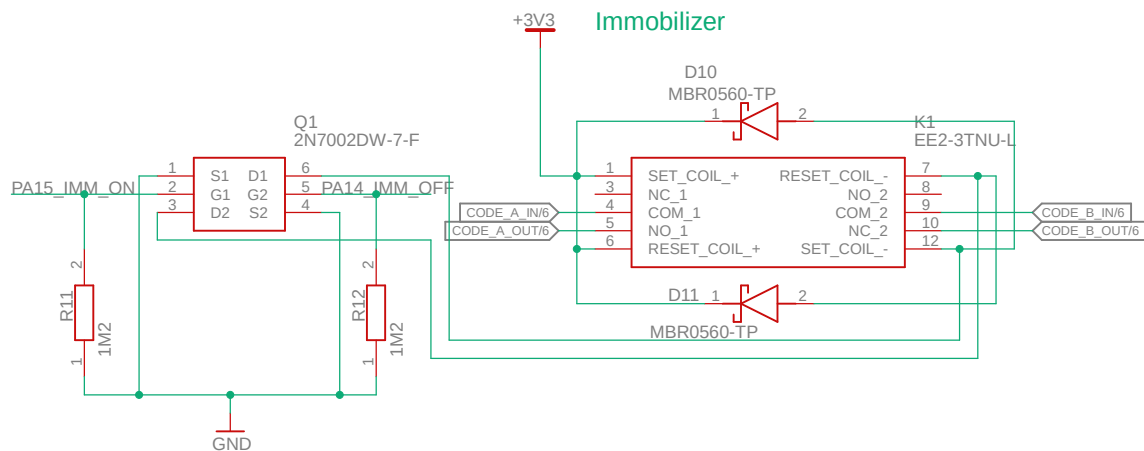 Immobilizer
+3V3
D10
MBR0560-TP
1
2
Q1
2N7002DW-7-F
K1
EE2-3TNU-L
1 S1 D1 6
2 G1 G2 5
3 D2 S2 4
PA15_IMM_ON
PA14_IMM_OFF
1 SET_COIL_+ RESET_COIL_- 7
3 NC_1 NO_2 8
4 COM_1 COM_2 9
5 NO_1 NC_2 10
6 RESET_COIL_+ SET_COIL_- 12
CODE_A_IN/6
CODE_A_OUT/6
CODE_B_IN/6
CODE_B_OUT/6
D11
1
2
MBR0560-TP
2
R11
1M2
1
2
R12
1M2
1
GND